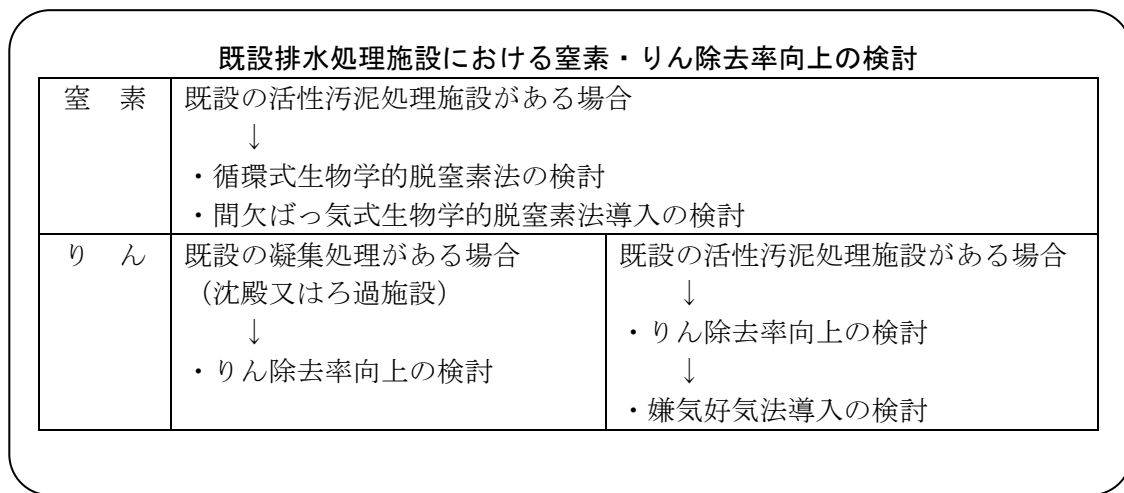 既設排水処理施設における窒素・りん除去率向上の検討
窒 素
既設の活性汚泥処理施設がある場合
↓
・循環式生物学的脱窒素法の検討
・間欠ばっ気式生物学的脱窒素法導入の検討
り ん
既設の凝集処理がある場合
（沈殿又はろ過施設）
↓
・りん除去率向上の検討
既設の活性汚泥処理施設がある場合
↓
・りん除去率向上の検討
↓
・嫌気好気法導入の検討